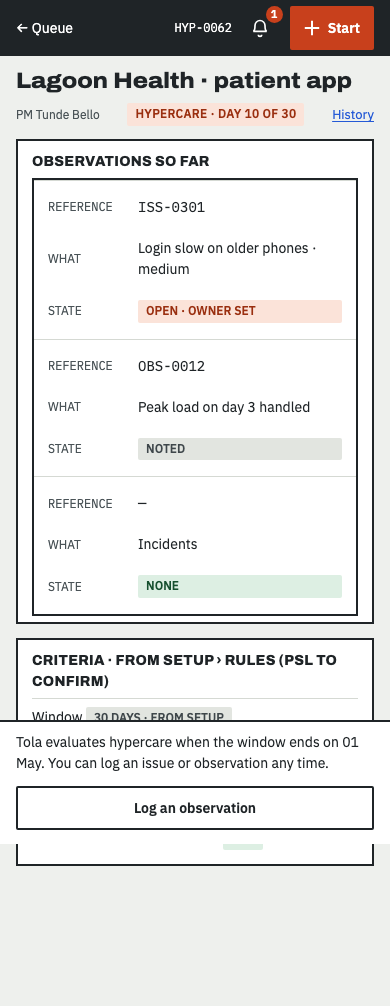 ← Queue
HYP-0062
1
+ Start
Lagoon Health · patient app
PM Tunde Bello
HYPERCARE · DAY 10 OF 30
History
OBSERVATIONS SO FAR
REFERENCE
ISS-0301
WHAT
Login slow on older phones ·
medium
STATE
OPEN · OWNER SET
REFERENCE
OBS-0012
WHAT
Peak load on day 3 handled
STATE
NOTED
REFERENCE
—
WHAT
Incidents
STATE
NONE
CRITERIA · FROM SETUP › RULES (PSL TO
CONFIRM)
Window 30 DAYS · FROM SETUP
Tola evaluates hypercare when the window ends on 01
May. You can log an issue or observation any time.
Log an observation